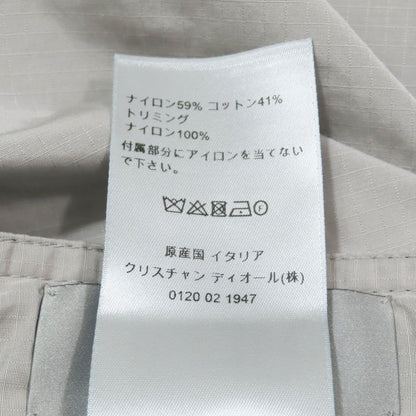 ナイロン59% コットン41%
トリミング
ナイロン100%
付属部分にアイロンを当てない
で下さい。
原産国 イタリア
クリスチャン ディオール(株)
0120 02 1947